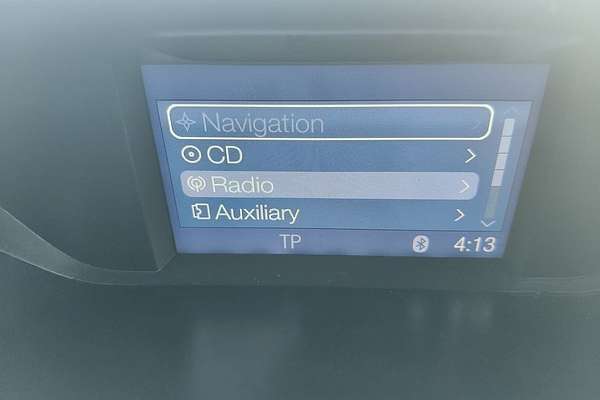 Navigation
CD
Radio
Auxiliary
TP 4:13